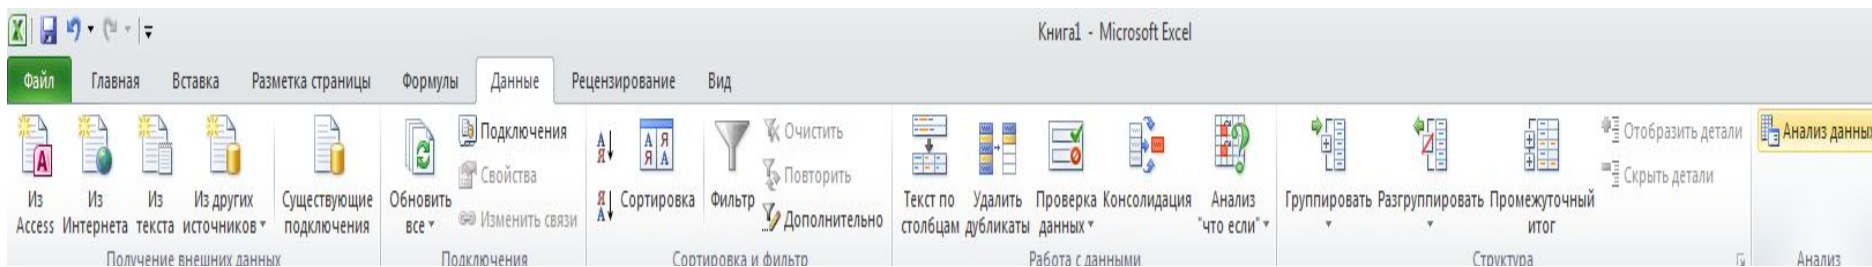 Книга1 - Microsoft Excel
Файл Главная Вставка Разметка страницы Формулы Данные Рецензирование Вид
Из Access
Из Интернета
Из текста
Из других источников
Существующие подключения
Получение внешних данных
Обновить все
Подключения
Свойства
Изменить связи
Подключения
Сортировка
Фильтр
Очистить
Повторить
Дополнительно
Сортировка и фильтр
Текст по столбцам
Удалить дубликаты
Проверка данных
Консолидация
Анализ "что если"
Работа с данными
Группировать
Разгруппировать
Промежуточный итог
Отобразить детали
Скрыть детали
Структура
Анализ данных
Анализ